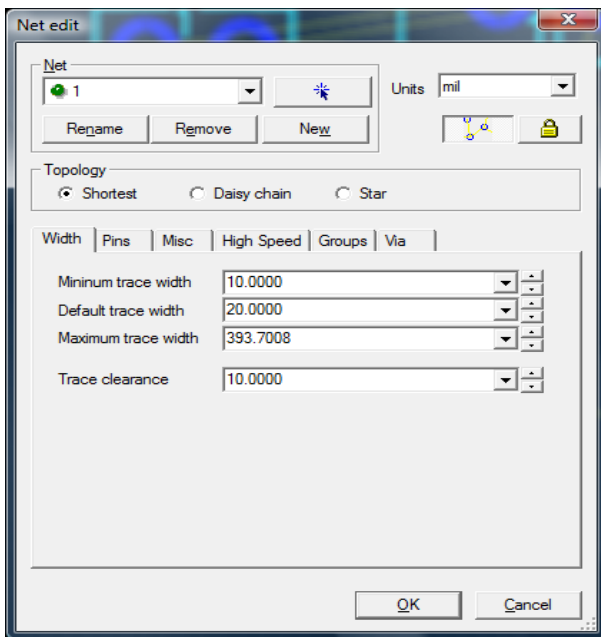 Net edit
Net
1
Units mil
Rename Remove New
Topology
Shortest Daisy chain Star
Width Pins Misc High Speed Groups Via
Mininum trace width 10.0000
Default trace width 20.0000
Maximum trace width 393.7008
Trace clearance 10.0000
OK Cancel